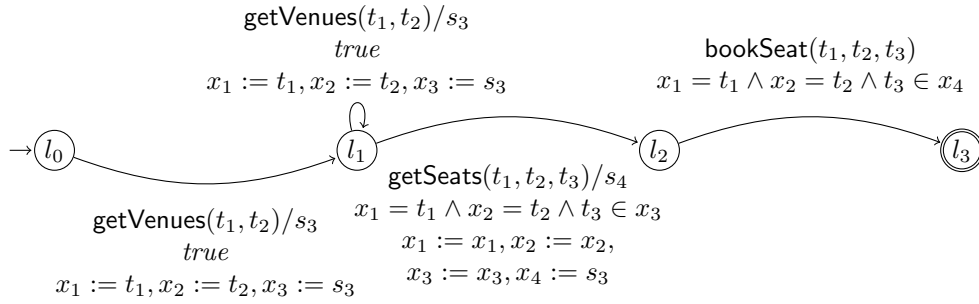 getVenues(t₁, t₂)/s₃
true
x₁ := t₁, x₂ := t₂, x₃ := s₃
bookSeat(t₁, t₂, t₃)
x₁ = t₁ ∧ x₂ = t₂ ∧ t₃ ∈ x₄
l₀
l₁
l₂
l₃
getVenues(t₁, t₂)/s₃
true
x₁ := t₁, x₂ := t₂, x₃ := s₃
getSeats(t₁, t₂, t₃)/s₄
x₁ = t₁ ∧ x₂ = t₂ ∧ t₃ ∈ x₃
x₁ := x₁, x₂ := x₂,
x₃ := x₃, x₄ := s₃